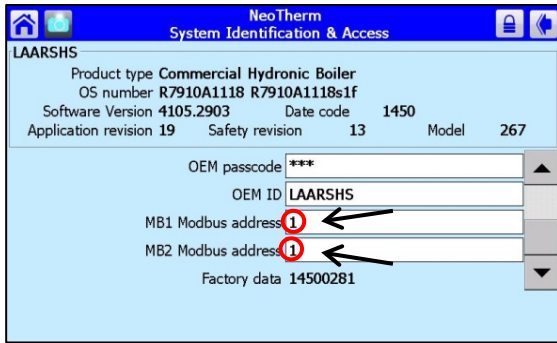 NeoTherm
System Identification & Access
LAARSHS
Product type Commercial Hydronic Boiler
OS number R7910A1118 R7910A1118s1f
Software Version 4105.2903 Date code 1450
Application revision 19 Safety revision 13 Model 267
OEM passcode ***
OEM ID LAARSHS
MB1 Modbus address 1
MB2 Modbus address 1
Factory data 14500281